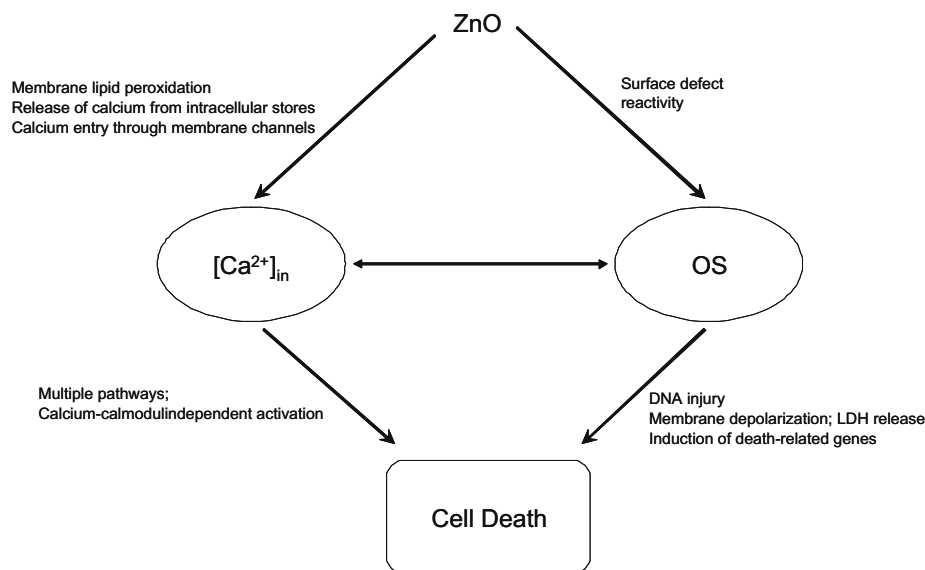 ZnO
Membrane lipid peroxidation
Release of calcium from intracellular stores
Calcium entry through membrane channels
Surface defect
reactivity
[Ca²⁺]in
OS
Multiple pathways;
Calcium-calmodulindependent activation
DNA injury
Membrane depolarization; LDH release
Induction of death-related genes
Cell Death